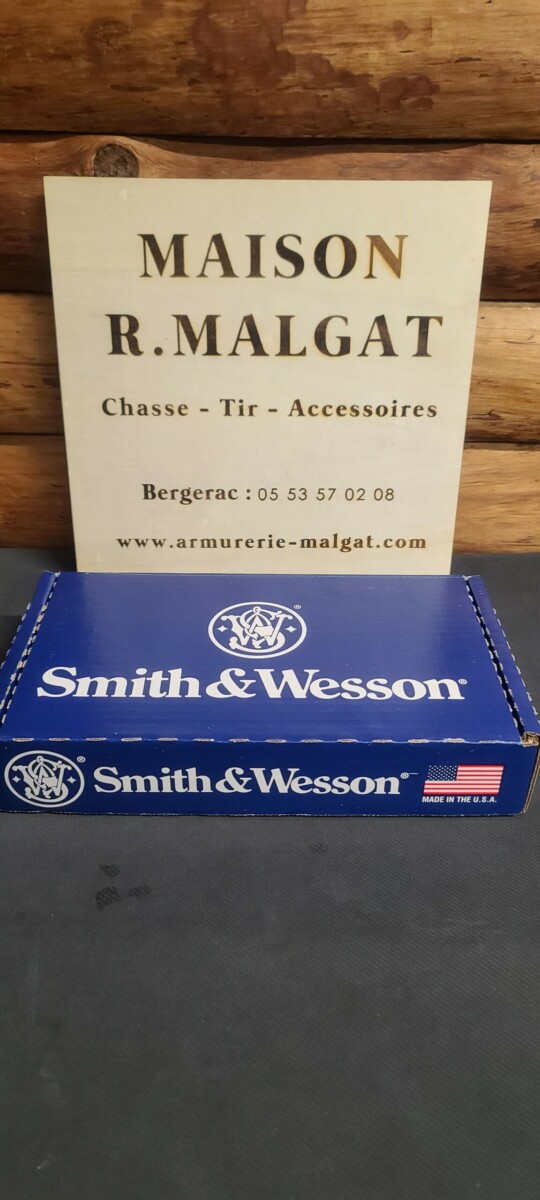 MAISON
R.MALGAT
Chasse - Tir - Accessoires
Bergerac : 05 53 57 02 08
www.armurerie-malgat.com
Smith & Wesson®
Smith & Wesson®
MADE IN THE U.S.A.